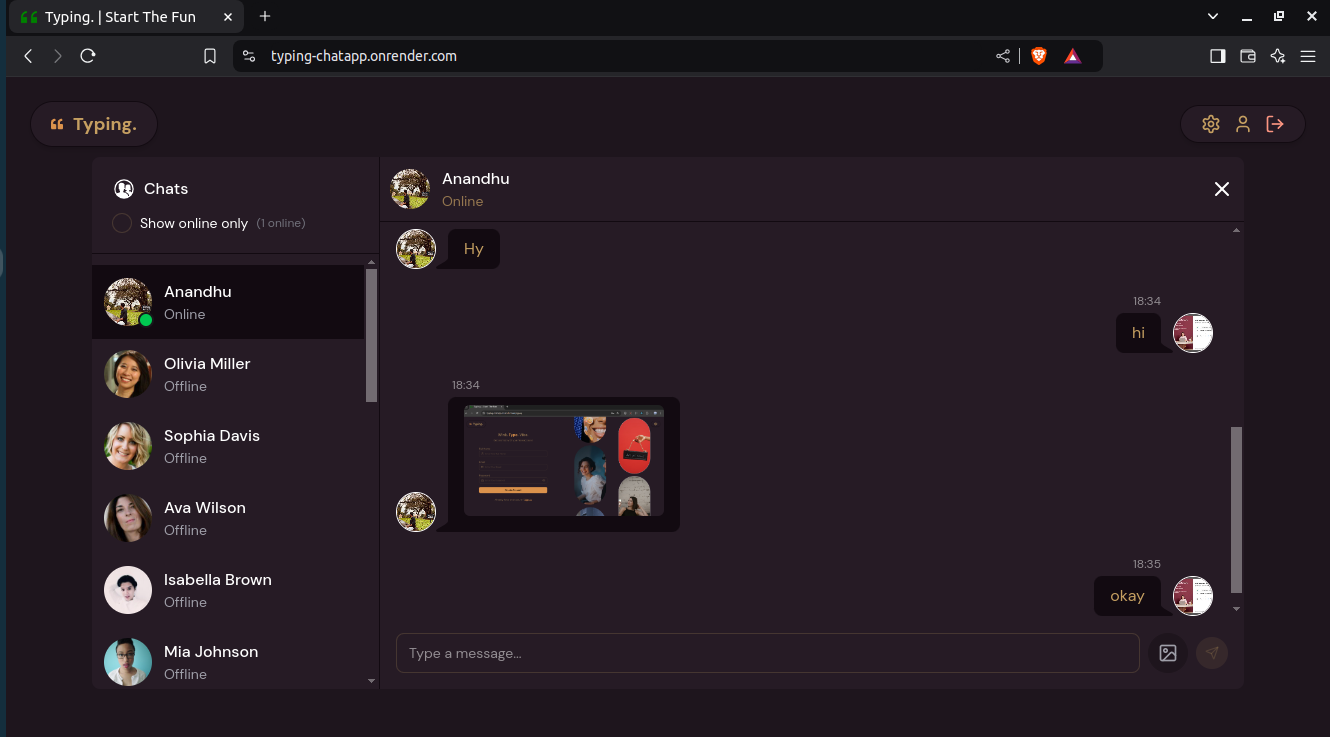 Typing. | Start The Fun
typing-chatapp.onrender.com
Typing.
Chats
Show online only (1 online)
Anandhu
Online
Olivia Miller
Offline
Sophia Davis
Offline
Ava Wilson
Offline
Isabella Brown
Offline
Mia Johnson
Offline
Anandhu
Online
Hy
18:34
hi
18:34
18:35
okay
Type a message...